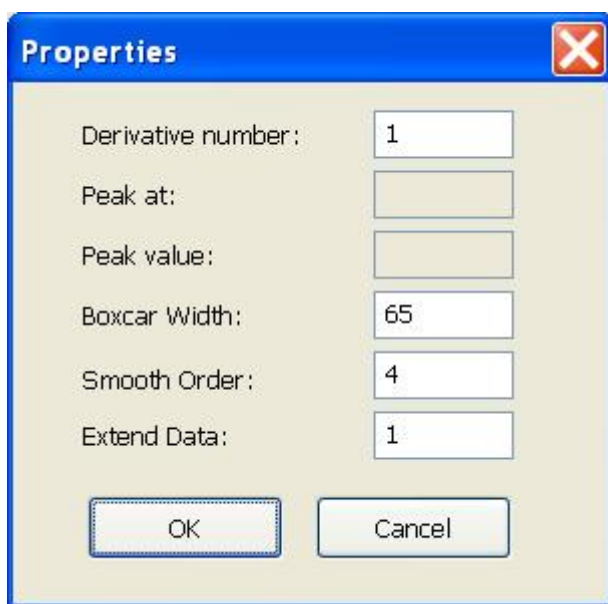 Properties
Derivative number: 1
Peak at:
Peak value:
Boxcar Width: 65
Smooth Order: 4
Extend Data: 1
OK Cancel